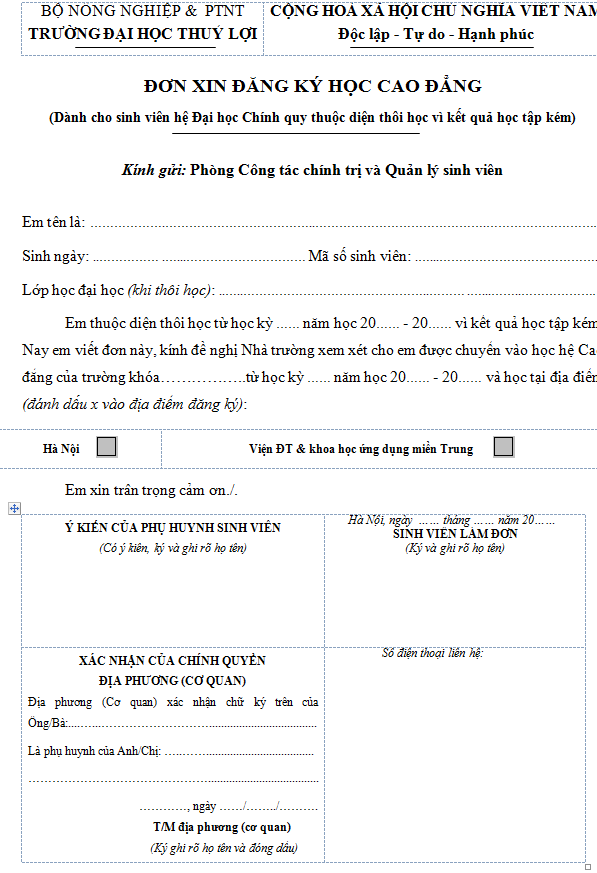 BỘ NÔNG NGHIỆP & PTNT
TRƯỜNG ĐẠI HỌC THUỶ LỢI
CỘNG HOÀ XÃ HỘI CHỦ NGHĨA VIỆT NAM
Độc lập - Tự do - Hạnh phúc
ĐƠN XIN ĐĂNG KÝ HỌC CAO ĐẲNG
(Dành cho sinh viên hệ Đại học Chính quy thuộc diện thôi học vì kết quả học tập kém)
Kính gửi: Phòng Công tác chính trị và Quản lý sinh viên
Em tên là: ................................................................................
Sinh ngày: ................. ..................................... Mã số sinh viên: ........................................
Lớp học đại học (khi thôi học): ................................................................................
Em thuộc diện thôi học từ học kỳ ...... năm học 20...... - 20...... vì kết quả học tập kém
Nay em viết đơn này, kính đề nghị Nhà trường xem xét cho em được chuyển vào học hệ Cao
đẳng của trường khóa.................từ học kỳ ...... năm học 20...... - 20...... và học tại địa điểm
(đánh dấu x vào địa điểm đăng ký):
Hà Nội Viện ĐT & khoa học ứng dụng miền Trung
Em xin trân trọng cảm ơn./.
Ý KIẾN CỦA PHỤ HUYNH SINH VIÊN
(Có ý kiến, ký và ghi rõ họ tên)
Hà Nội, ngày ...... tháng ...... năm 20......
SINH VIÊN LÀM ĐƠN
(Ký và ghi rõ họ tên)
XÁC NHẬN CỦA CHÍNH QUYỀN
ĐỊA PHƯƠNG (CƠ QUAN)
Địa phương (Cơ quan) xác nhận chữ ký trên của
Ông/Bà:................................................................................
Là phụ huynh của Anh/Chị: ..................................................
................................................................................
..............., ngày ....../........./............
T/M địa phương (cơ quan)
(Ký ghi rõ họ tên và đóng dấu)
Số điện thoại liên hệ: